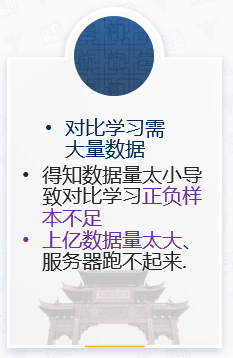 • 对比学习需
大量数据
• 得知数据量太小导
致对比学习正负样
本不足
• 上亿数据量太大、
服务器跑不起来.